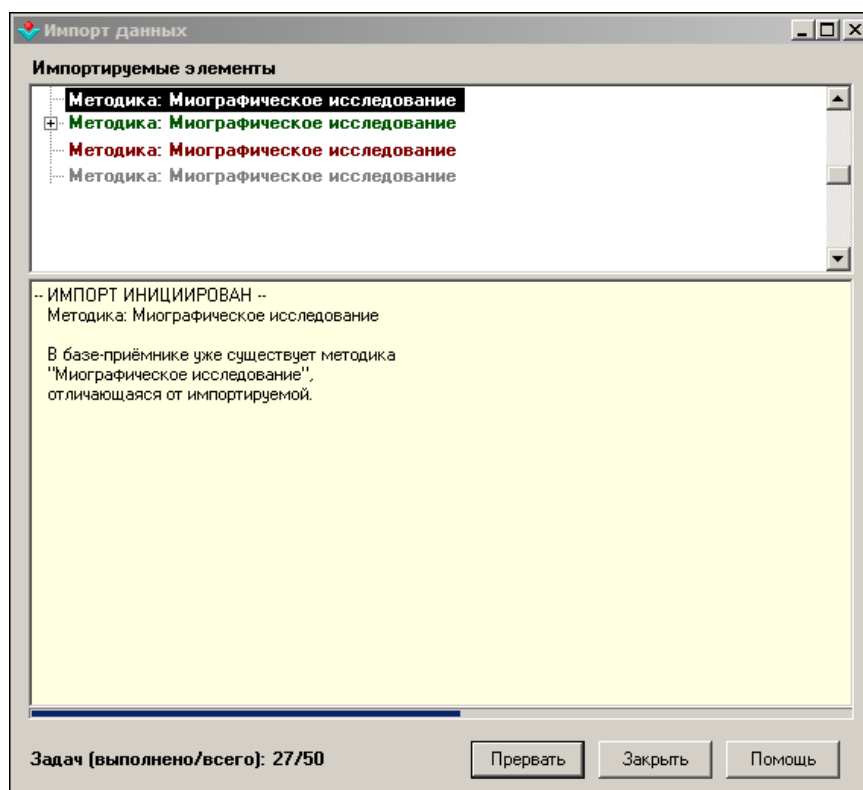 Импорт данных
Импортируемые элементы
Методика: Миографическое исследование
Методика: Миографическое исследование
Методика: Миографическое исследование
Методика: Миографическое исследование
-- ИМПОРТ ИНИЦИИРОВАН --
Методика: Миографическое исследование
В базе-приёмнике уже существует методика
"Миографическое исследование",
отличающаяся от импортируемой.
Задач (выполнено/всего): 27/50
Прервать
Закрыть
Помощь